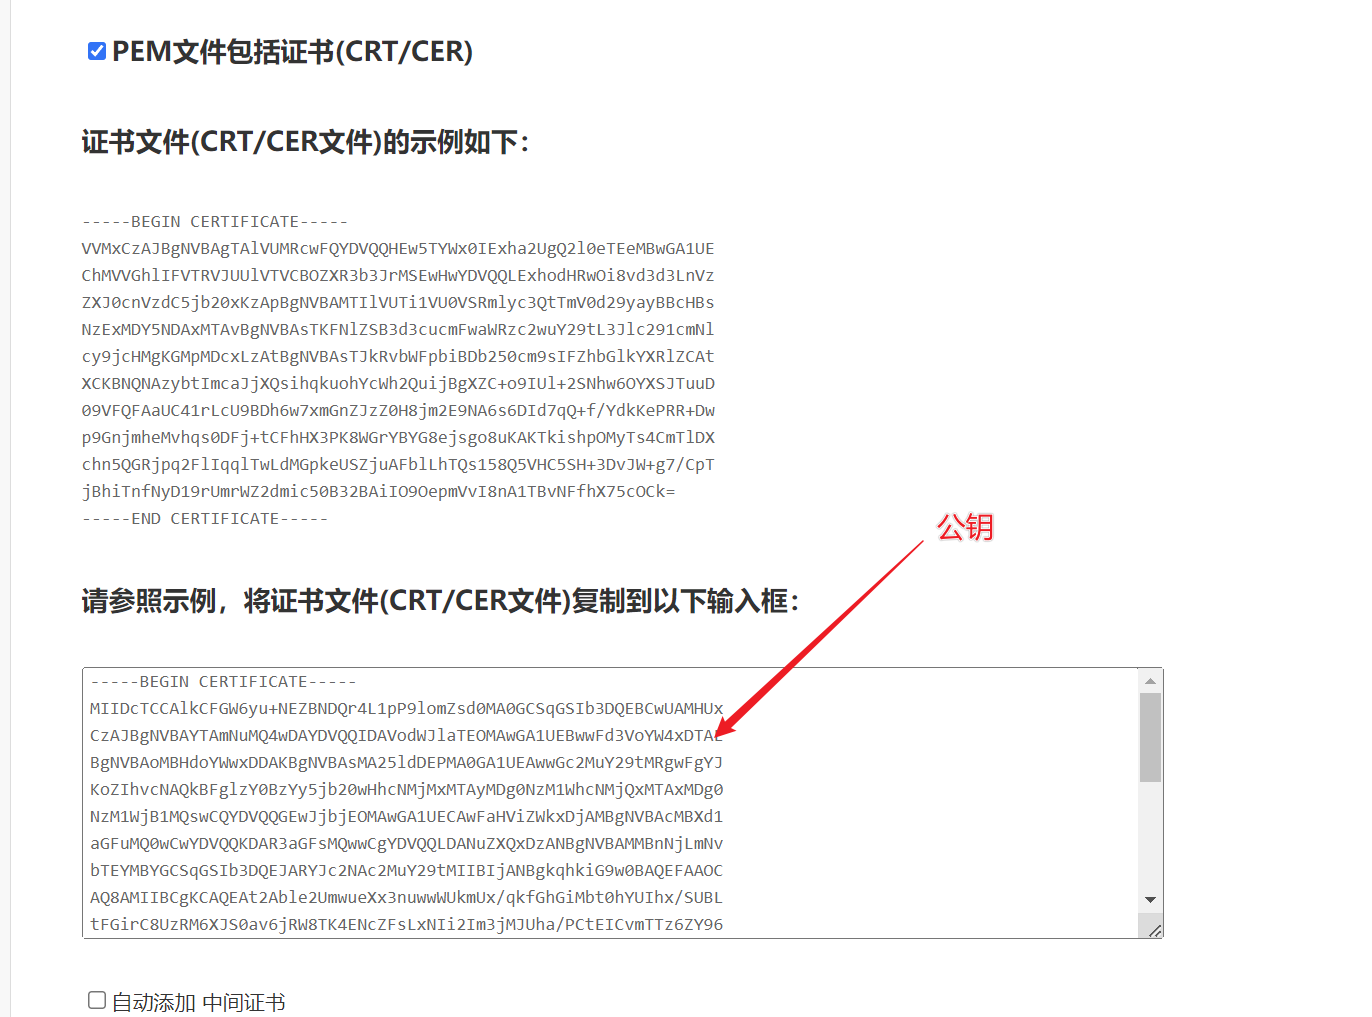 PEM文件包括证书(CRT/CER)
证书文件(CRT/CER文件)的示例如下：
-----BEGIN CERTIFICATE-----
VVMxCzAJBgNVBAgTAlVUMRcwFQYDVQQHEw5TYWx0IExha2UgQ2l0eTEeMBwGA1UE
ChMVVGhlIFVTRVJUUlVTVCBOZXR3b3JrMSEwHwYDVQQLExhodHRwOi8vd3d3LnVz
ZXJ0cnVzdC5jb20xKzApBgNVBAMTIlVUTi1VU0VSRmlyc3QtTmV0d29yayBBcHBs
NzExMDY5NDAxMTAvBgNVBAsTKFNlZSB3d3cucmFwaWRzc2wuY29tL3Jlc291cmNl
cy9jcHMgKGMpMDcxLzAtBgNVBAsTJkRvbWFpbiBDb250cm9sIFZhbGlkYXRlZCAt
XCKBNQNAzybtImcaJjXQsihqkuohYcWh2QuijBgXZC+o9IUl+2SNhw6OYXSJTuuD
09VFQFAaUC41rLcU9BDh6w7xmGnZJzZ0H8jm2E9NA6s6DId7qQ+f/YdkKePRR+Dw
p9GnjmheMvhqs0DFj+tCFhHX3PK8WGrYBYG8ejsgo8uKAKTkishpOMyTs4CmTlDX
chn5QGRjpq2FlIqqlTwLdMGpkeUSZjuAFblLhTQs158Q5VHC5SH+3DvJW+g7/CpT
jBhiTnfNyD19rUmrWZ2dmic50B32BAiIO9OepmVvI8nA1TBvNFfhX75cOCk=
-----END CERTIFICATE-----
公钥
请参照示例，将证书文件(CRT/CER文件)复制到以下输入框：
-----BEGIN CERTIFICATE-----
MIIDcTCCAlkCFGW6yu+NEZBNDQr4L1pP9lomZsd0MA0GCSqGSIb3DQEBCwUAMHUx
CzAJBgNVBAYTAmNuMQ4wDAYDVQQIDAVodWJlaTEOMAwGA1UEBwwFd3VoYW4xDTAL
BgNVBAoMBHdoYWwxDDAKBgNVBAsMA25ldDEPMA0GA1UEAwwGc2MuY29tMRgwFgYJ
KoZIhvcNAQkBFglzY0BzYy5jb20wHhcNMjMxMTAyMDg0NzM1WhcNMjQxMTAxMDg0
NzM1WjB1MQswCQYDVQQGEwJjbjEOMAwGA1UECAwFaHViZWkxDjAMBgNVBAcMBXd1
aGFuMQ0wCwYDVQQKDAR3aGFsMQwwCgYDVQQLDANuZXQxDzANBgNVBAMMBnNjLmNv
bTEYMBYGCSqGSIb3DQEJARYJc2NAc2MuY29tMIIBIjANBgkqhkiG9w0BAQEFAAOC
AQ8AMIIBCgKCAQEAt2Able2UmwueXx3nuwwWUkmUx/qkfGhGiMbt0hYUIhx/SUBL
tFGirC8UzRM6XJS0av6jRW8TK4ENcZFsLxNIi2Im3jMJUha/PCtEICvmTTz6ZY96
自动添加 中间证书